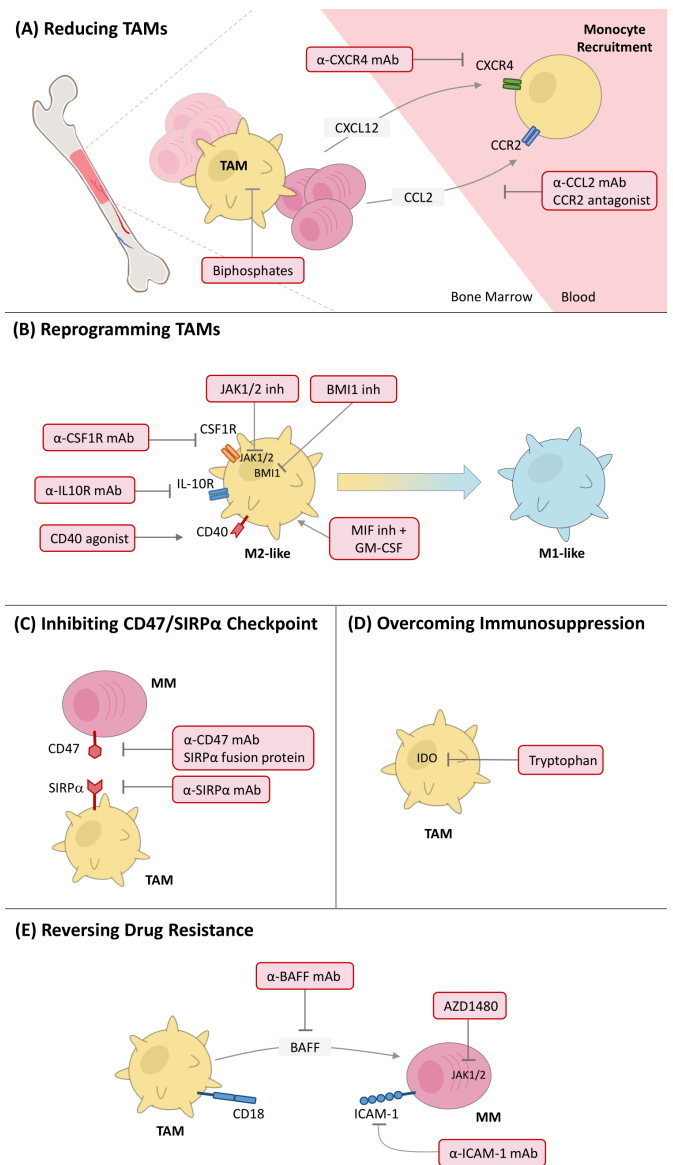 (A) Reducing TAMs
Monocyte
Recruitment
α-CXCR4 mAb
CXCR4
CXCL12
CCR2
TAM
CCL2
α-CCL2 mAb
CCR2 antagonist
Biphosphates
Bone Marrow
Blood
(B) Reprogramming TAMs
JAK1/2 inh
BMI1 inh
CSF1R
α-CSF1R mAb
JAK1/2
BMI1
IL-10R
α-IL10R mAb
CD40
CD40 agonist
MIF inh +
GM-CSF
M2-like
M1-like
(C) Inhibiting CD47/SIRPα Checkpoint
MM
CD47
α-CD47 mAb
SIRPα fusion protein
SIRPα
α-SIRPα mAb
TAM
(D) Overcoming Immunosuppression
IDO
Tryptophan
TAM
(E) Reversing Drug Resistance
α-BAFF mAb
AZD1480
BAFF
JAK1/2
CD18
ICAM-1
MM
TAM
α-ICAM-1 mAb